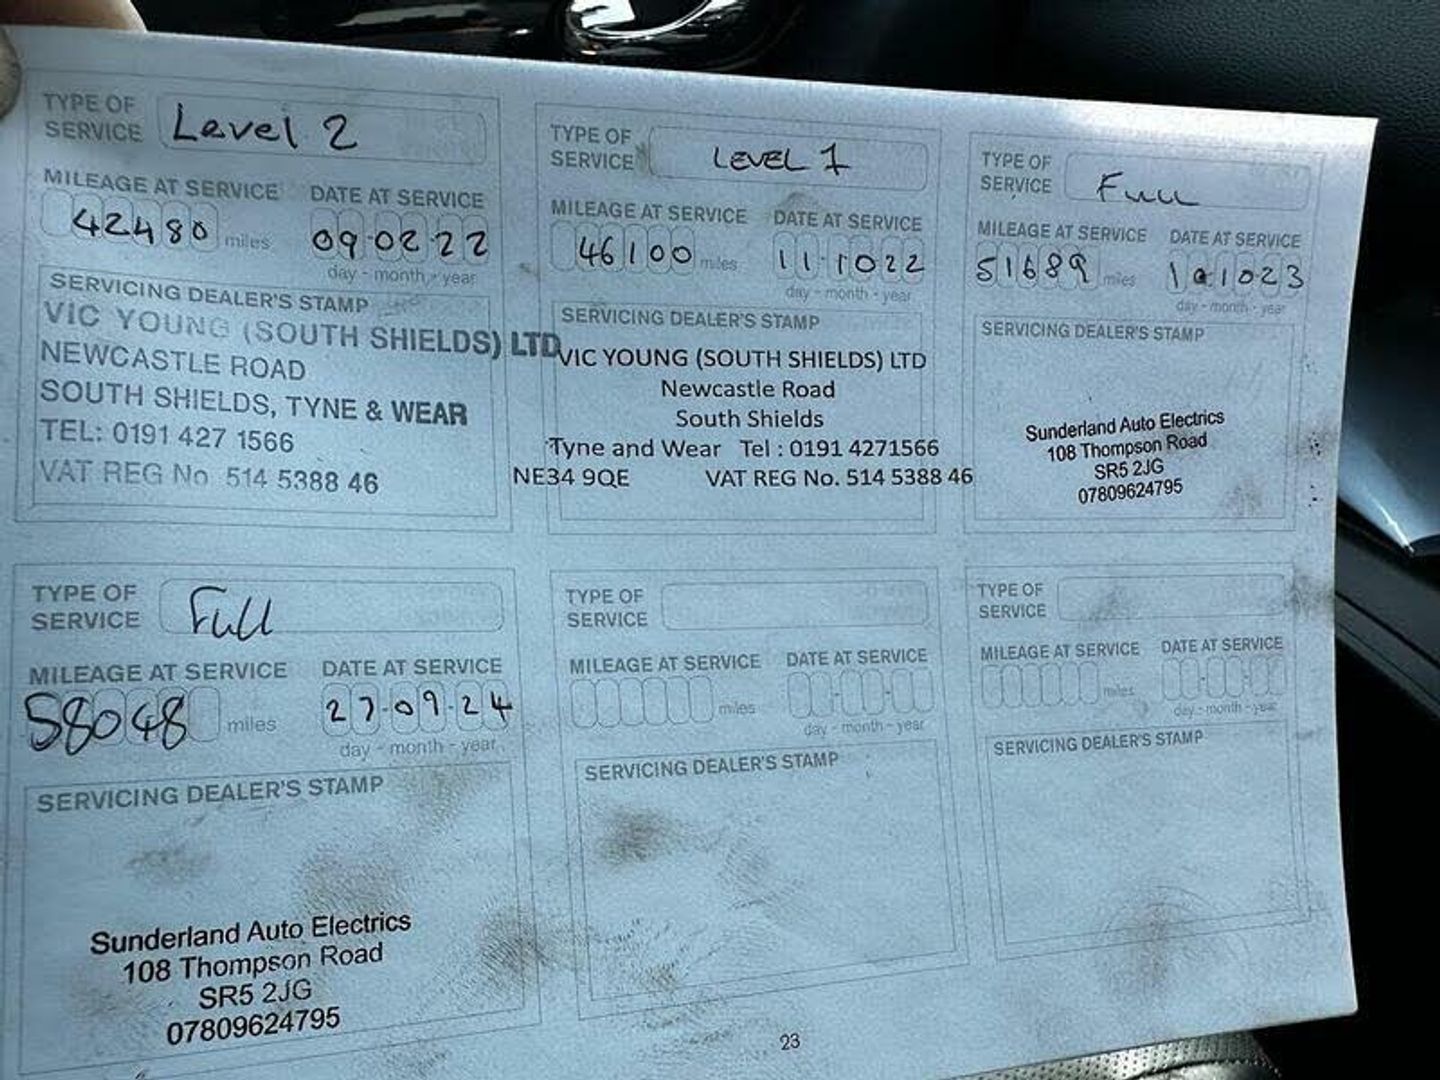 TYPE OF
SERVICE Level 2
MILEAGE AT SERVICE DATE AT SERVICE
42480 miles 09-02-22
day - month - year
SERVICING DEALER'S STAMP
VIC YOUNG (SOUTH SHIELDS) LTD
NEWCASTLE ROAD
SOUTH SHIELDS, TYNE & WEAR
TEL: 0191 427 1566
VAT REG No. 514 5388 46
TYPE OF
SERVICE LEVEL 1
MILEAGE AT SERVICE DATE AT SERVICE
46100 miles 11-10-22
day - month - year
SERVICING DEALER'S STAMP
VIC YOUNG (SOUTH SHIELDS) LTD
Newcastle Road
South Shields
Tyne and Wear Tel : 0191 4271566
NE34 9QE VAT REG No. 514 5388 46
TYPE OF
SERVICE Full
MILEAGE AT SERVICE DATE AT SERVICE
51689 miles
day - month - year
SERVICING DEALER'S STAMP
Sunderland Auto Electrics
108 Thompson Road
SR5 2JG
07809624795
TYPE OF
SERVICE Full
MILEAGE AT SERVICE DATE AT SERVICE
58048 miles 27-09-24
day - month - year
SERVICING DEALER'S STAMP
Sunderland Auto Electrics
108 Thompson Road
SR5 2JG
07809624795
TYPE OF
SERVICE
MILEAGE AT SERVICE DATE AT SERVICE
miles
day - month - year
SERVICING DEALER'S STAMP
TYPE OF
SERVICE
MILEAGE AT SERVICE DATE AT SERVICE
miles
day - month - year
SERVICING DEALER'S STAMP
23